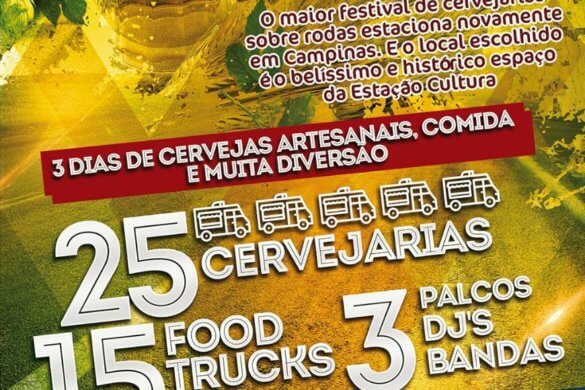 O maior festival de cervejarias
sobre rodas estaciona novamente
em Campinas. E o local escolhido
é o belíssimo e histórico espaço
da Estação Cultura
3 DIAS DE CERVEJAS ARTESANAIS, COMIDA
E MUITA DIVERSÃO
25 CERVEJARIAS
15 FOOD
TRUCKS
3 PALCOS
DJ'S
BANDAS